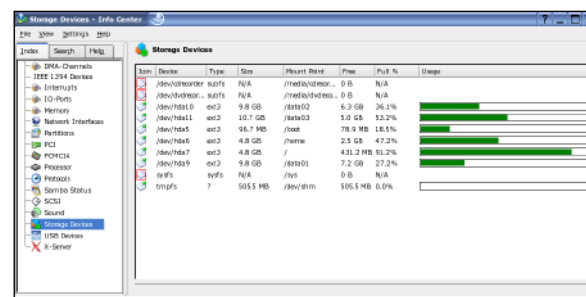 Storage Devices - Info Center
File View Settings Help
Index Search Help
Storage Devices
DMA-Channels
IEEE 1394 Devices
Interrupts
IO-Ports
Memory
Network Interfaces
Partitions
PCI
PCMCIA
Processor
Protocols
Samba Status
SCSI
Sound
Storage Devices
USB Devices
X-Server
Icon Device Type Size Mount Point Free Full % Usage
/dev/cdrecorder subfs N/A /media/cdrecor... 0 B N/A
/dev/dvdrecor... subfs N/A /media/dvdreco... 0 B N/A
/dev/hda10 ext3 9.8 GB /data02 6.3 GB 36.1%
/dev/hda11 ext3 10.7 GB /data03 5.0 GB 53.2%
/dev/hda5 ext3 96.7 MB /boot 78.9 MB 18.5%
/dev/hda6 ext3 4.8 GB /home 2.5 GB 47.2%
/dev/hda7 ext3 4.8 GB / 431.2 MB 91.2%
/dev/hda9 ext3 9.8 GB /data01 7.2 GB 27.2%
sysfs sysfs N/A /sys 0 B N/A
tmpfs ? 505.5 MB /dev/shm 505.5 MB 0.0%